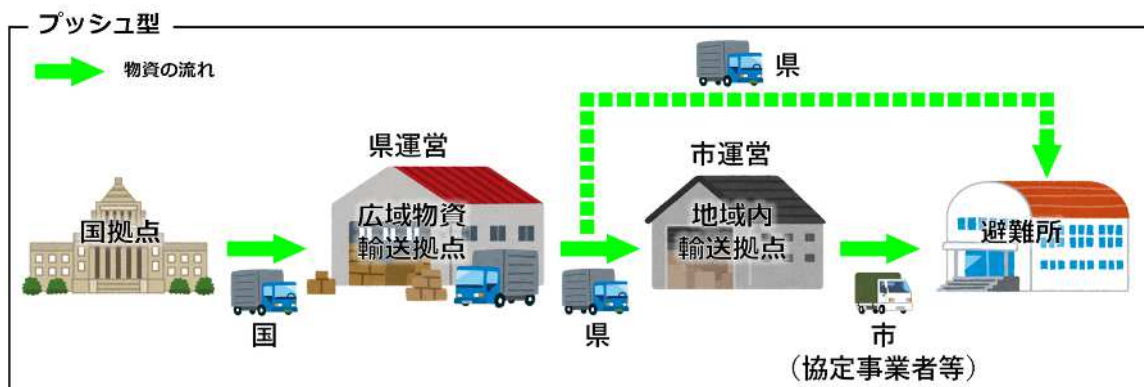 プッシュ型
物資の流れ
県
県運営
市運営
国拠点
広域物資
輸送拠点
地域内
輸送拠点
避難所
国
県
市
（協定事業者等）